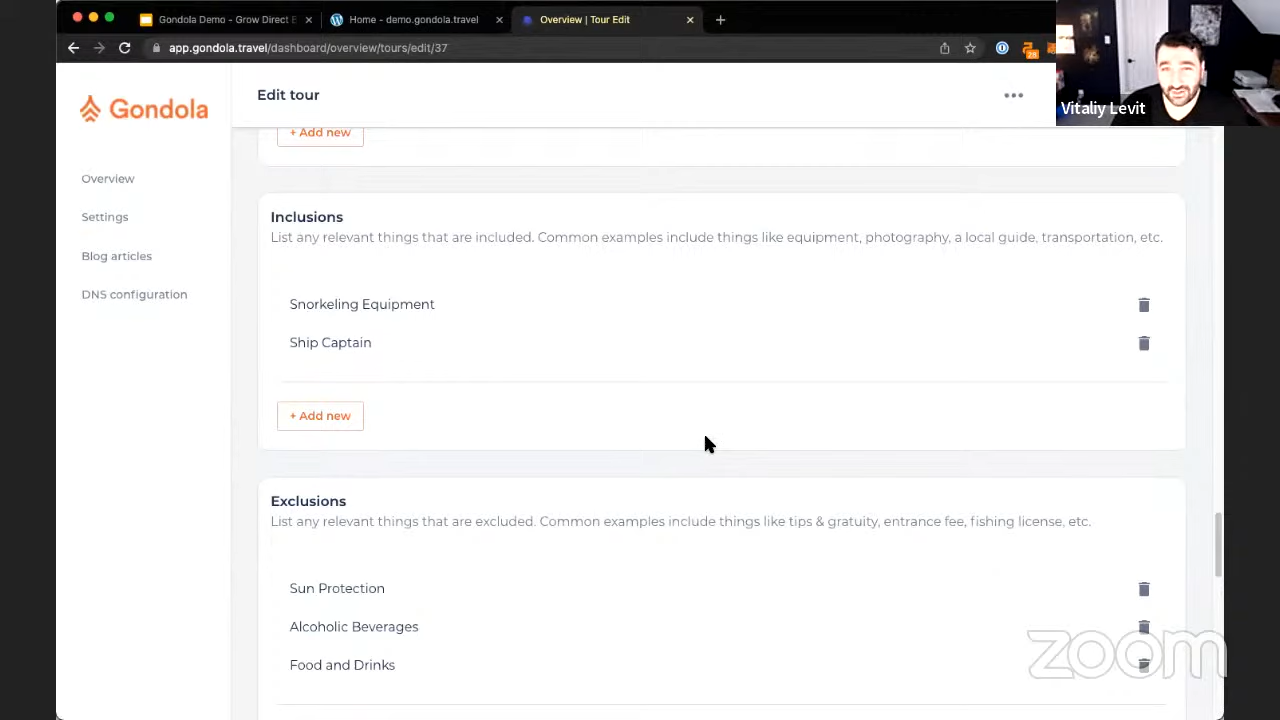 Gondola Demo - Grow Direct B
Home - demo.gondola.travel
Overview | Tour Edit
app.gondola.travel/dashboard/overview/tours/edit/37
28
Vitaliy Levit
Gondola
Edit tour
Overview
Settings
Blog articles
DNS configuration
+ Add new
Inclusions
List any relevant things that are included. Common examples include things like equipment, photography, a local guide, transportation, etc.
Snorkeling Equipment
Ship Captain
+ Add new
Exclusions
List any relevant things that are excluded. Common examples include things like tips & gratuity, entrance fee, fishing license, etc.
Sun Protection
Alcoholic Beverages
Food and Drinks
zoom